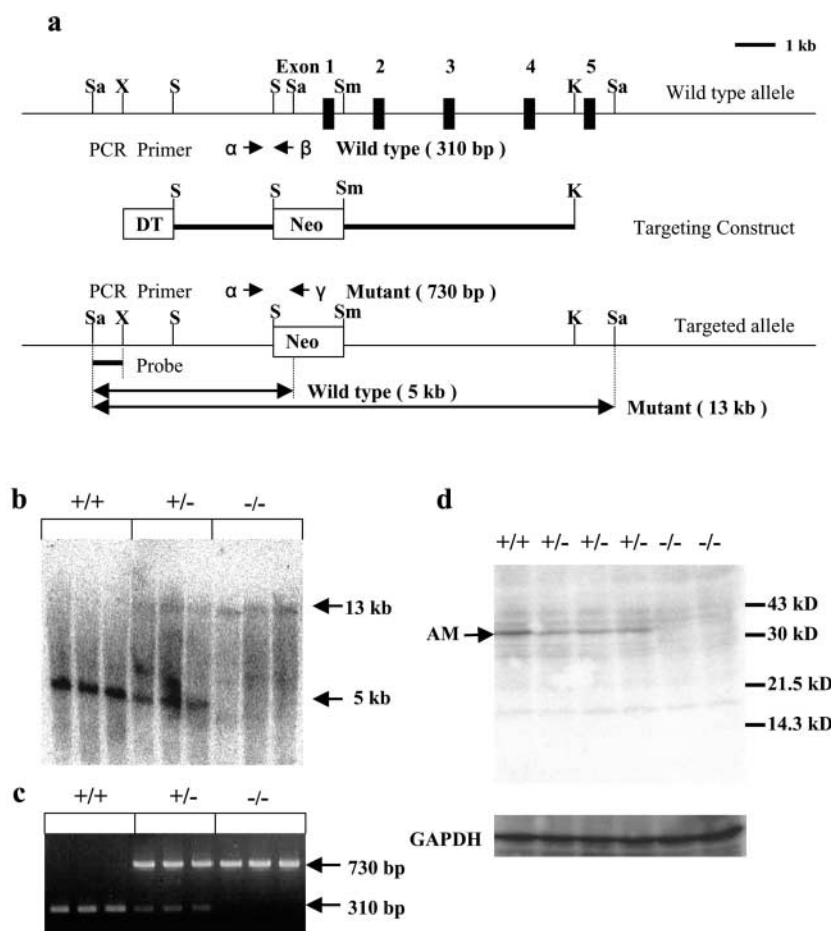 a
1 kb
Exon 1 2 3 4 5
Sa X S S Sa Sm K Sa
Wild type allele
PCR Primer α β Wild type ( 310 bp )
S S Sm K
DT Neo
Targeting Construct
PCR Primer α γ Mutant ( 730 bp )
Sa X S S Sm K Sa
Targeted allele
Neo
Probe
Wild type ( 5 kb )
Mutant ( 13 kb )
b
+/+ +/- -/-
13 kb
5 kb
c
+/+ +/- -/-
730 bp
310 bp
d
+/+ +/- +/- +/- -/- -/-
43 kD
AM
30 kD
21.5 kD
14.3 kD
GAPDH